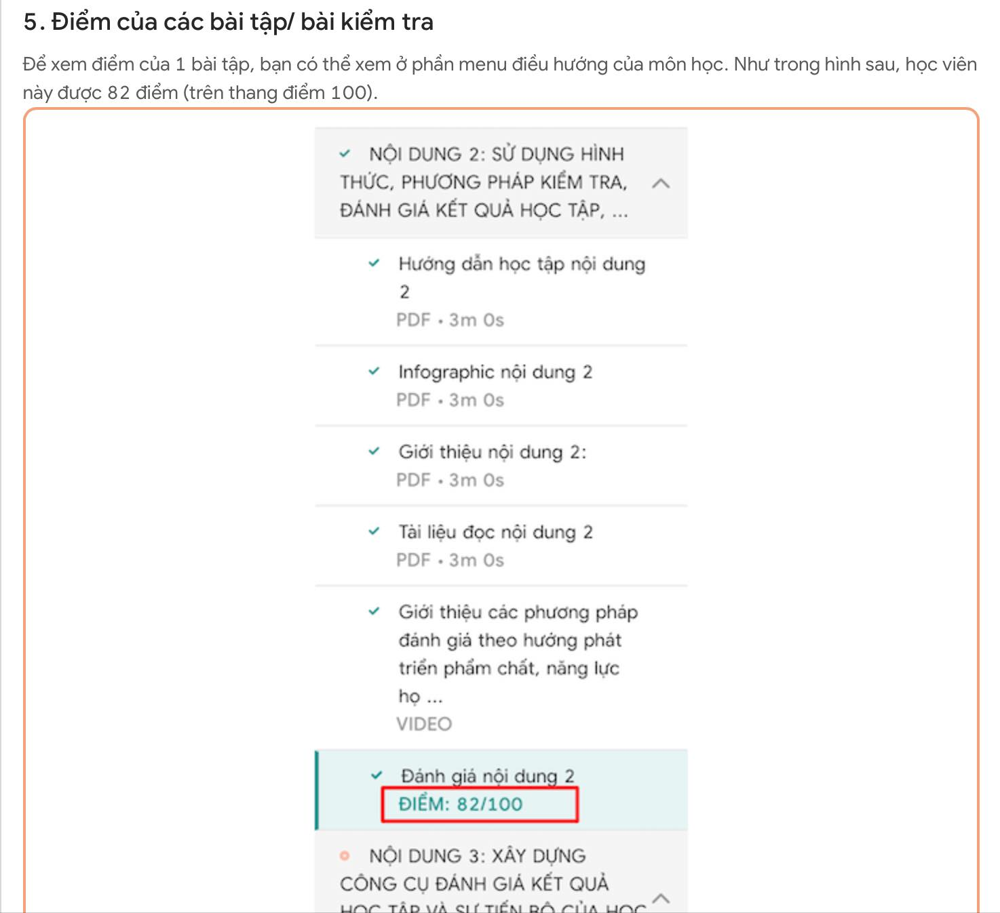 5. Điểm của các bài tập/ bài kiểm tra
Để xem điểm của 1 bài tập, bạn có thể xem ở phần menu điều hướng của môn học. Như trong hình sau, học viên
này được 82 điểm (trên thang điểm 100).
NỘI DUNG 2: SỬ DỤNG HÌNH
THỨC, PHƯƠNG PHÁP KIỂM TRA,
ĐÁNH GIÁ KẾT QUẢ HỌC TẬP, ...
Hướng dẫn học tập nội dung
2
PDF • 3m 0s
Infographic nội dung 2
PDF • 3m 0s
Giới thiệu nội dung 2:
PDF • 3m 0s
Tài liệu đọc nội dung 2
PDF • 3m 0s
Giới thiệu các phương pháp
đánh giá theo hướng phát
triển phẩm chất, năng lực
họ ...
VIDEO
Đánh giá nội dung 2
ĐIỂM: 82/100
NỘI DUNG 3: XÂY DỰNG
CÔNG CỤ ĐÁNH GIÁ KẾT QUẢ
HỌC TẬP VÀ SỰ TIẾN BỘ CỦA HỌC